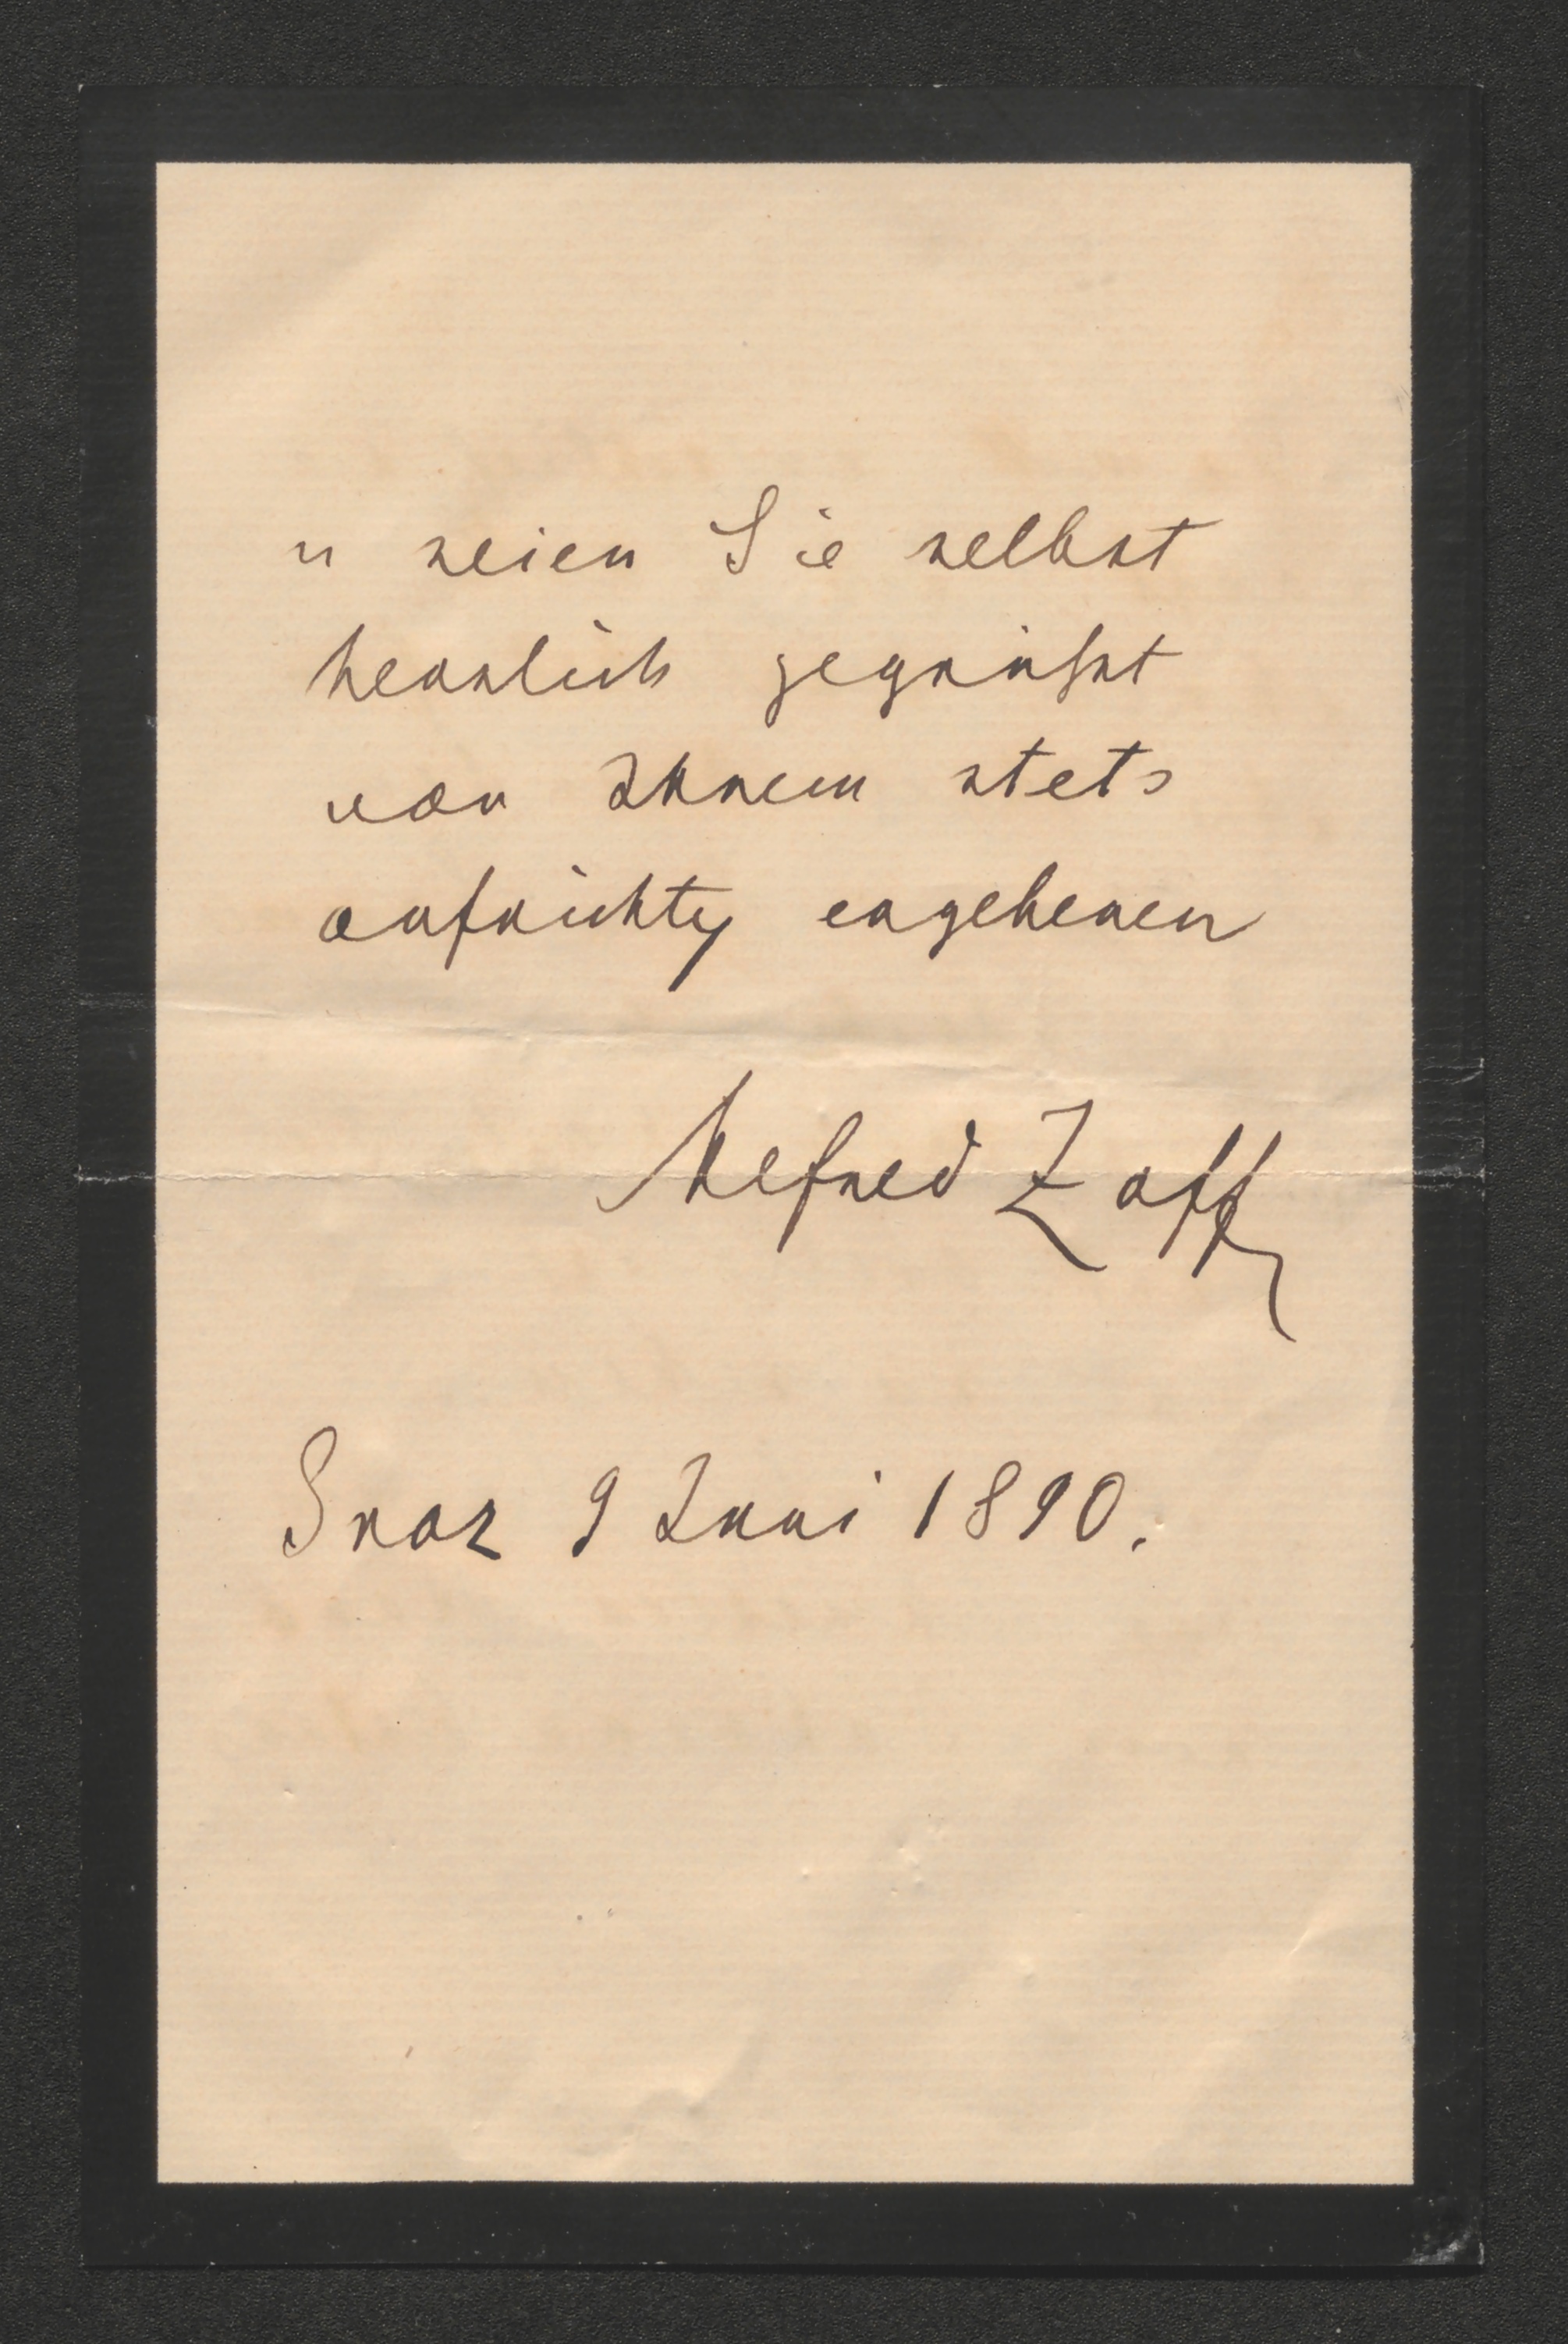 u seien Sie selbst
herzlich gegrüßt
von Ihrem stets
aufrichtig ergebenen
Alfred Zoff
Graz 9 Juni 1890.